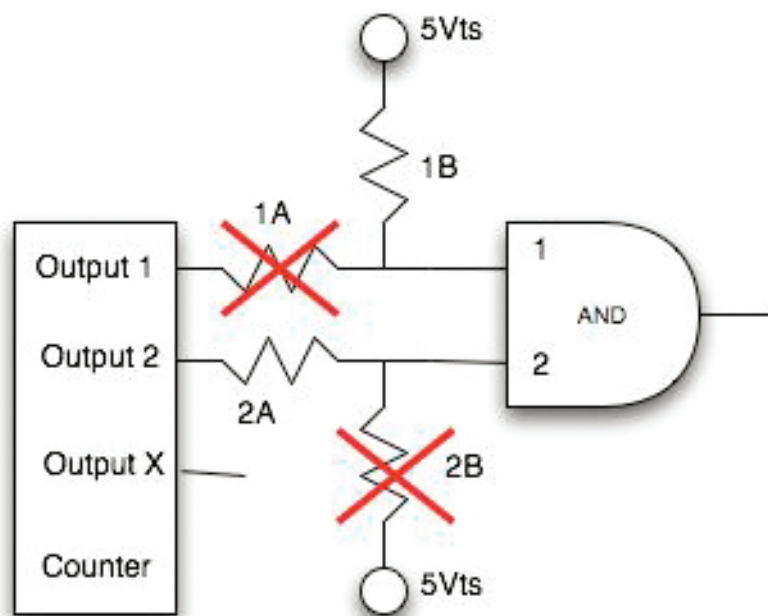 5Vts
1B
1A
Output 1
1
AND
Output 2
2
2A
Output X
2B
Counter
5Vts